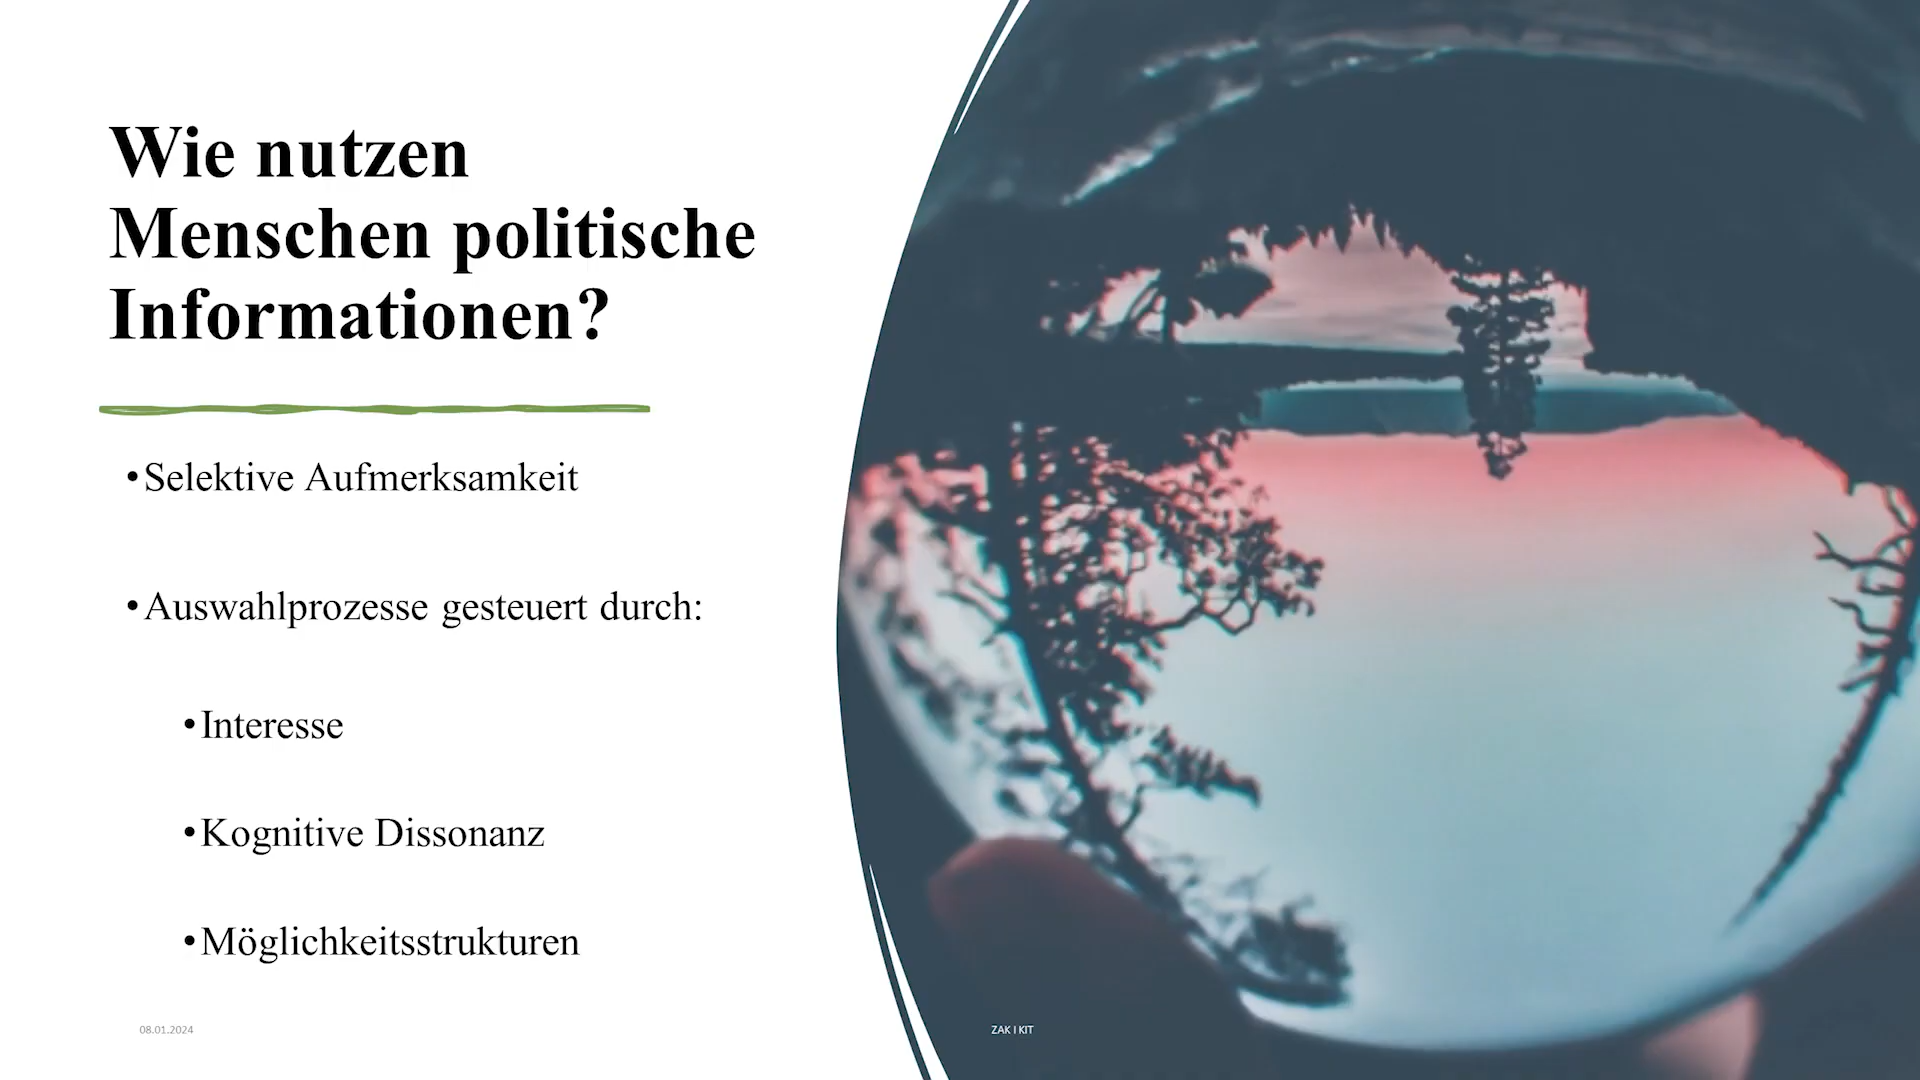 Wie nutzen
Menschen politische
Informationen?
•Selektive Aufmerksamkeit
•Auswahlprozesse gesteuert durch:
•Interesse
•Kognitive Dissonanz
•Möglichkeitsstrukturen
08.01.2024
ZAK I KIT